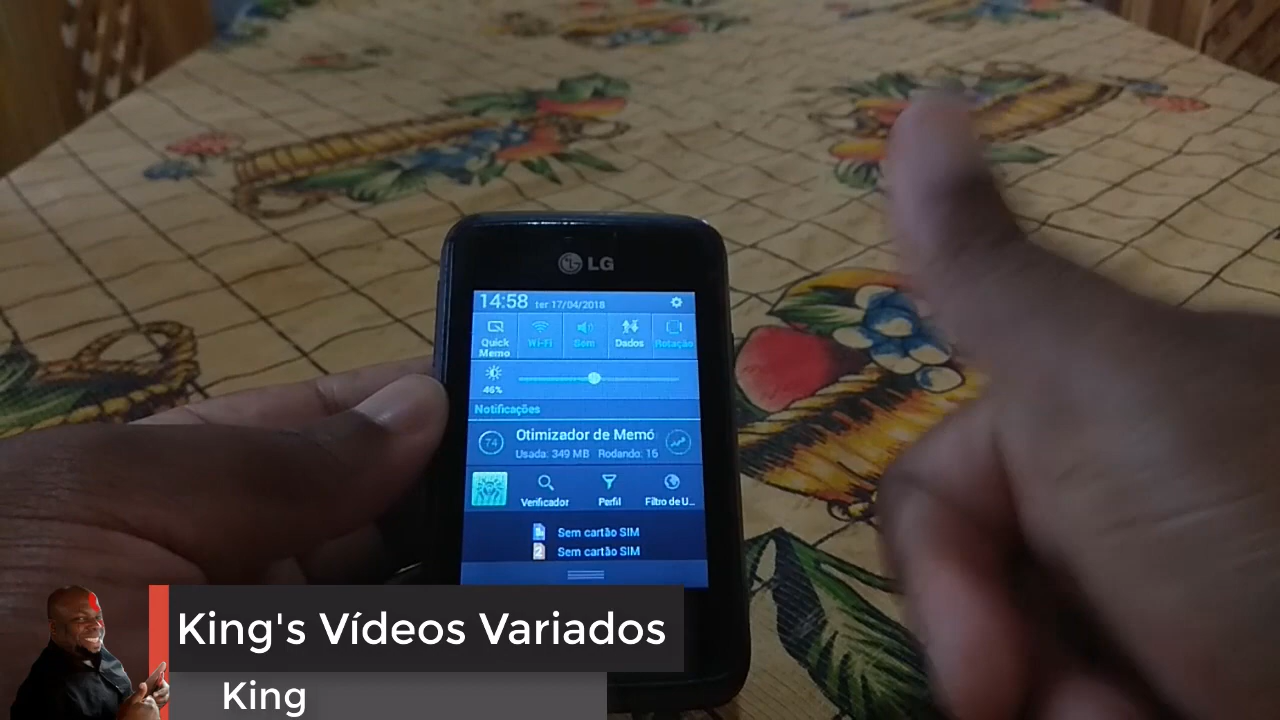 LG
14:58 ter 17/04/2018
Quick Memo
Wi-Fi
Som
Dados
Rotação
46%
Notificações
74
Otimizador de Memó
Usada: 349 MB Rodando: 16
Verificador
Perfil
Filtro de U...
Sem cartão SIM
2
Sem cartão SIM
King's Vídeos Variados
King